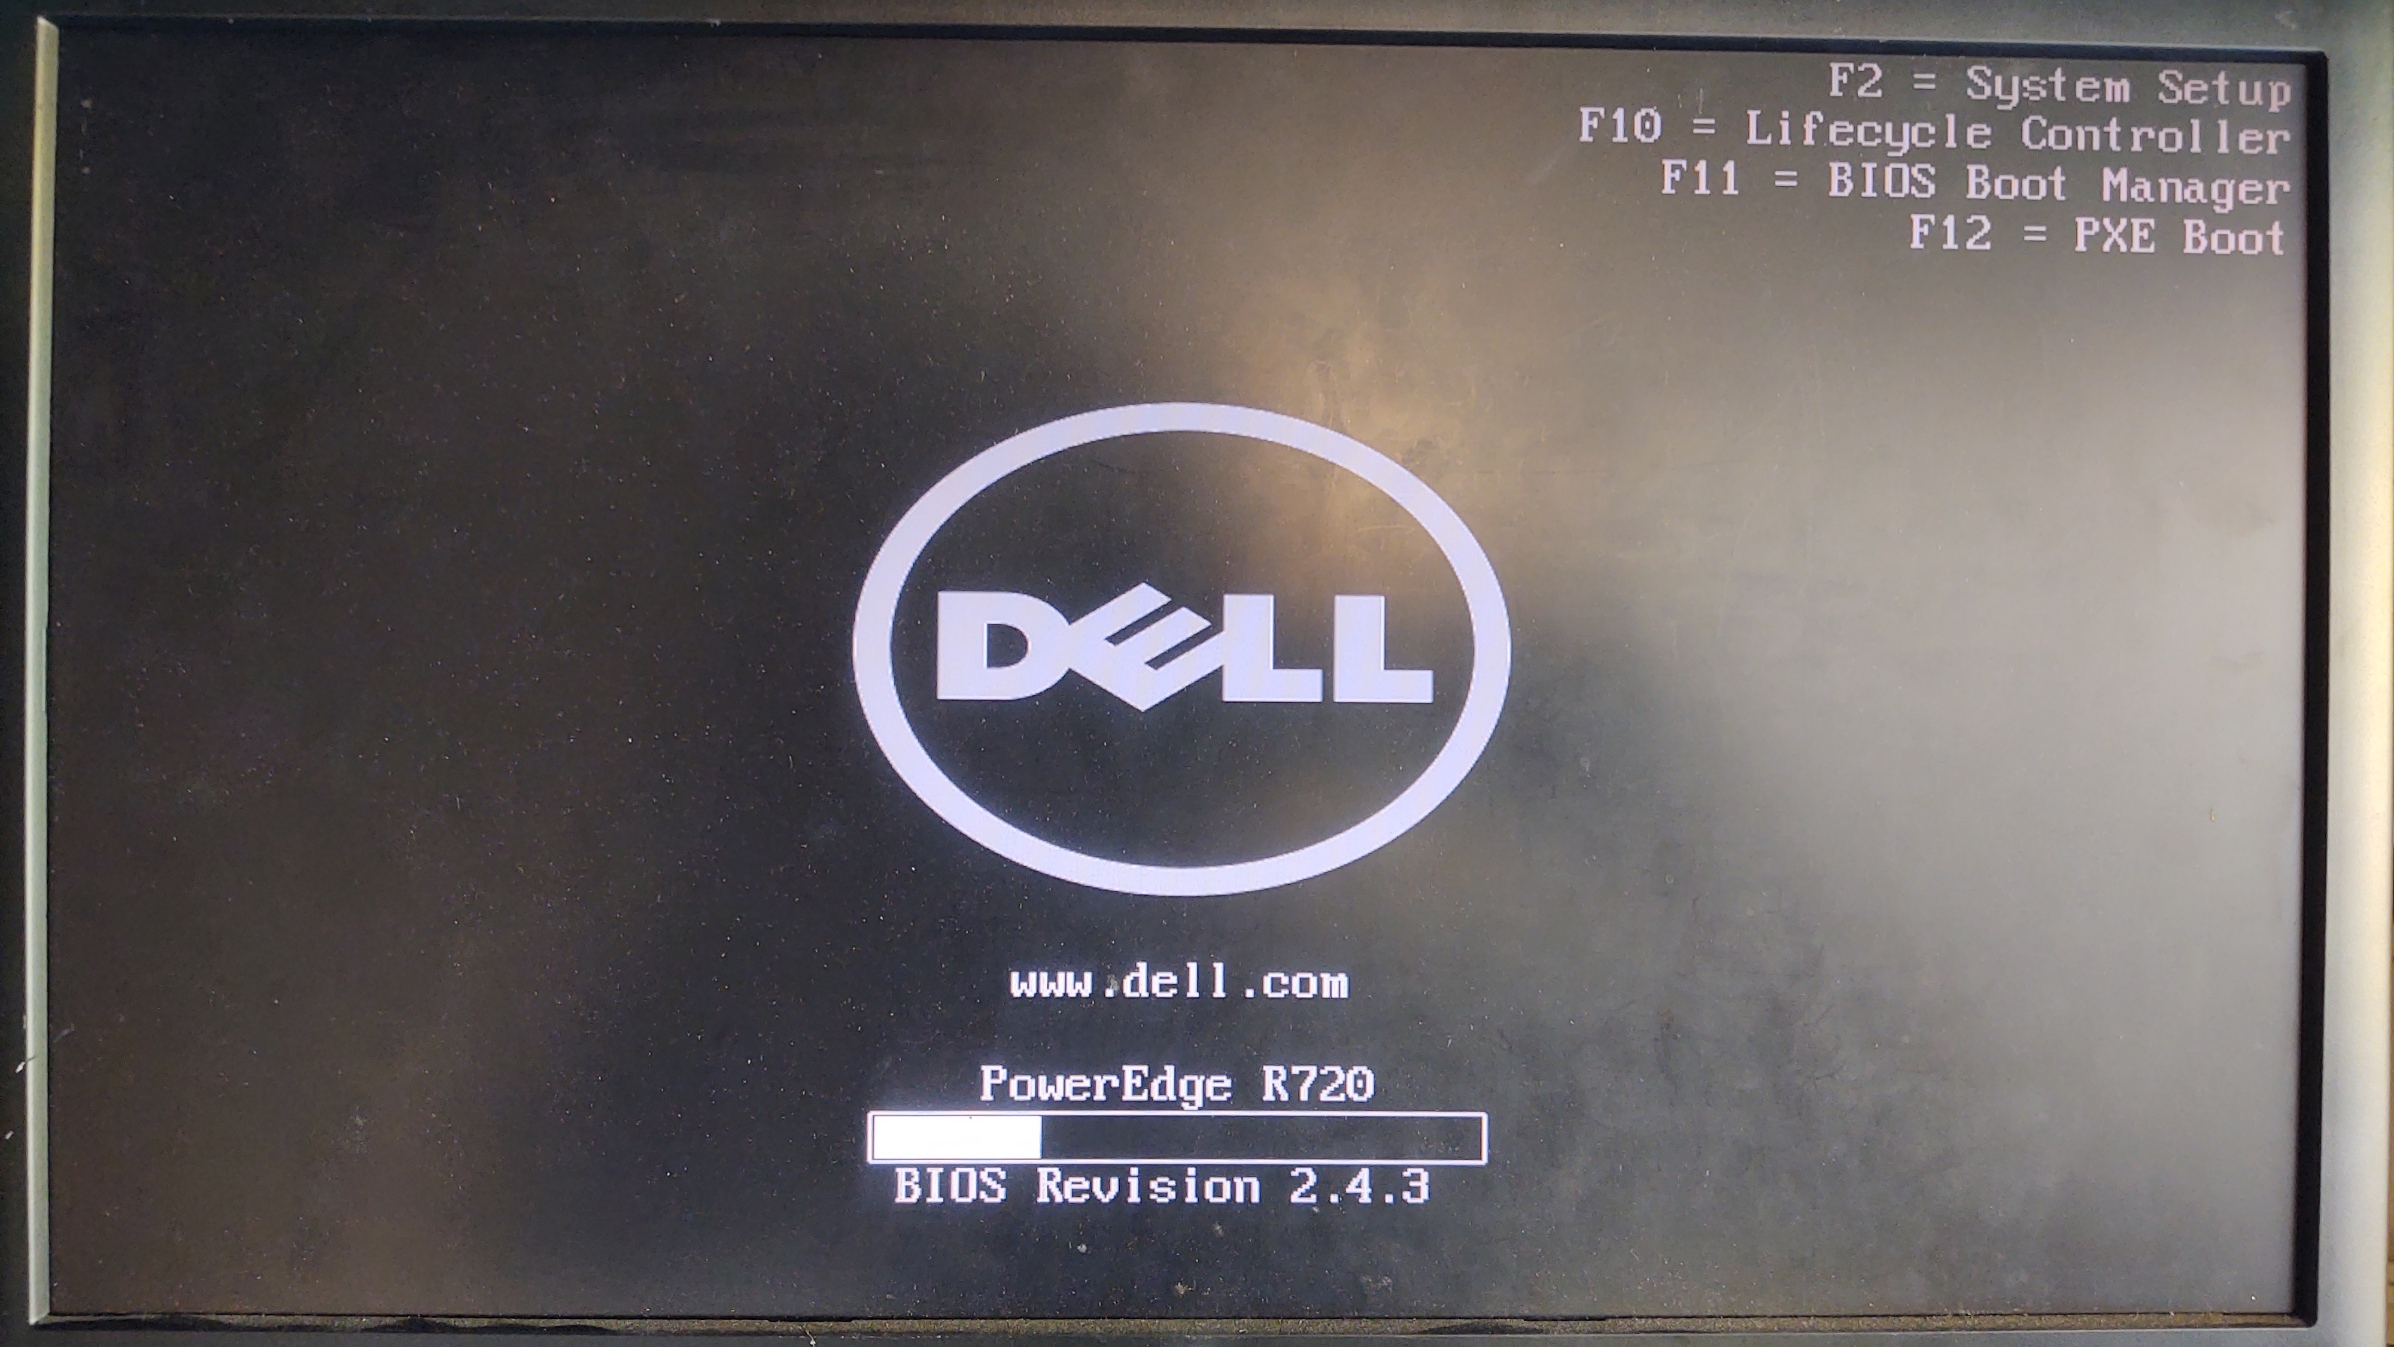 F2 = System Setup
F10 = Lifecycle Controller
F11 = BIOS Boot Manager
F12 = PXE Boot
DELL
www.dell.com
PowerEdge R720
BIOS Revision 2.4.3